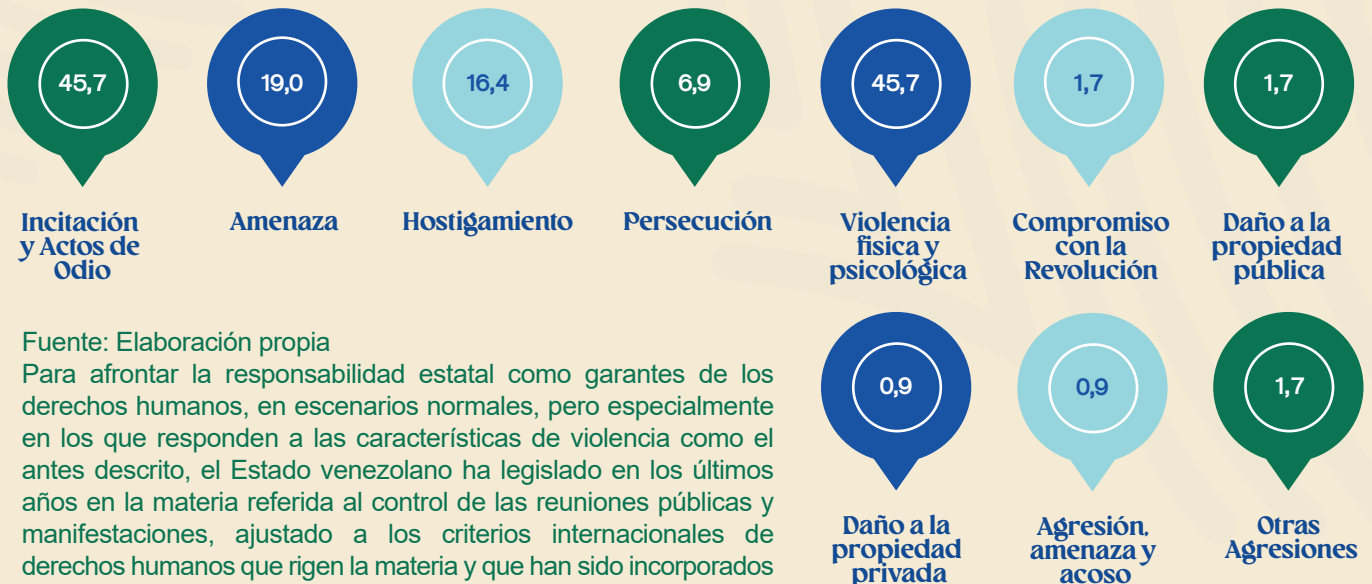 45,7
19,0
16,4
6,9
45,7
1,7
1,7
Incitación
y Actos de
Odio
Amenaza
Hostigamiento
Persecución
Violencia
física y
psicológica
Compromiso
con la
Revolución
Daño a la
propiedad
pública
Fuente: Elaboración propia
Para afrontar la responsabilidad estatal como garantes de los
derechos humanos, en escenarios normales, pero especialmente
en los que responden a las características de violencia como el
antes descrito, el Estado venezolano ha legislado en los últimos
años en la materia referida al control de las reuniones públicas y
manifestaciones, ajustado a los criterios internacionales de
derechos humanos que rigen la materia y que han sido incorporados
0,9
0,9
1,7
Daño a la
propiedad
privada
Agresión,
amenaza y
acoso
Otras
Agresiones